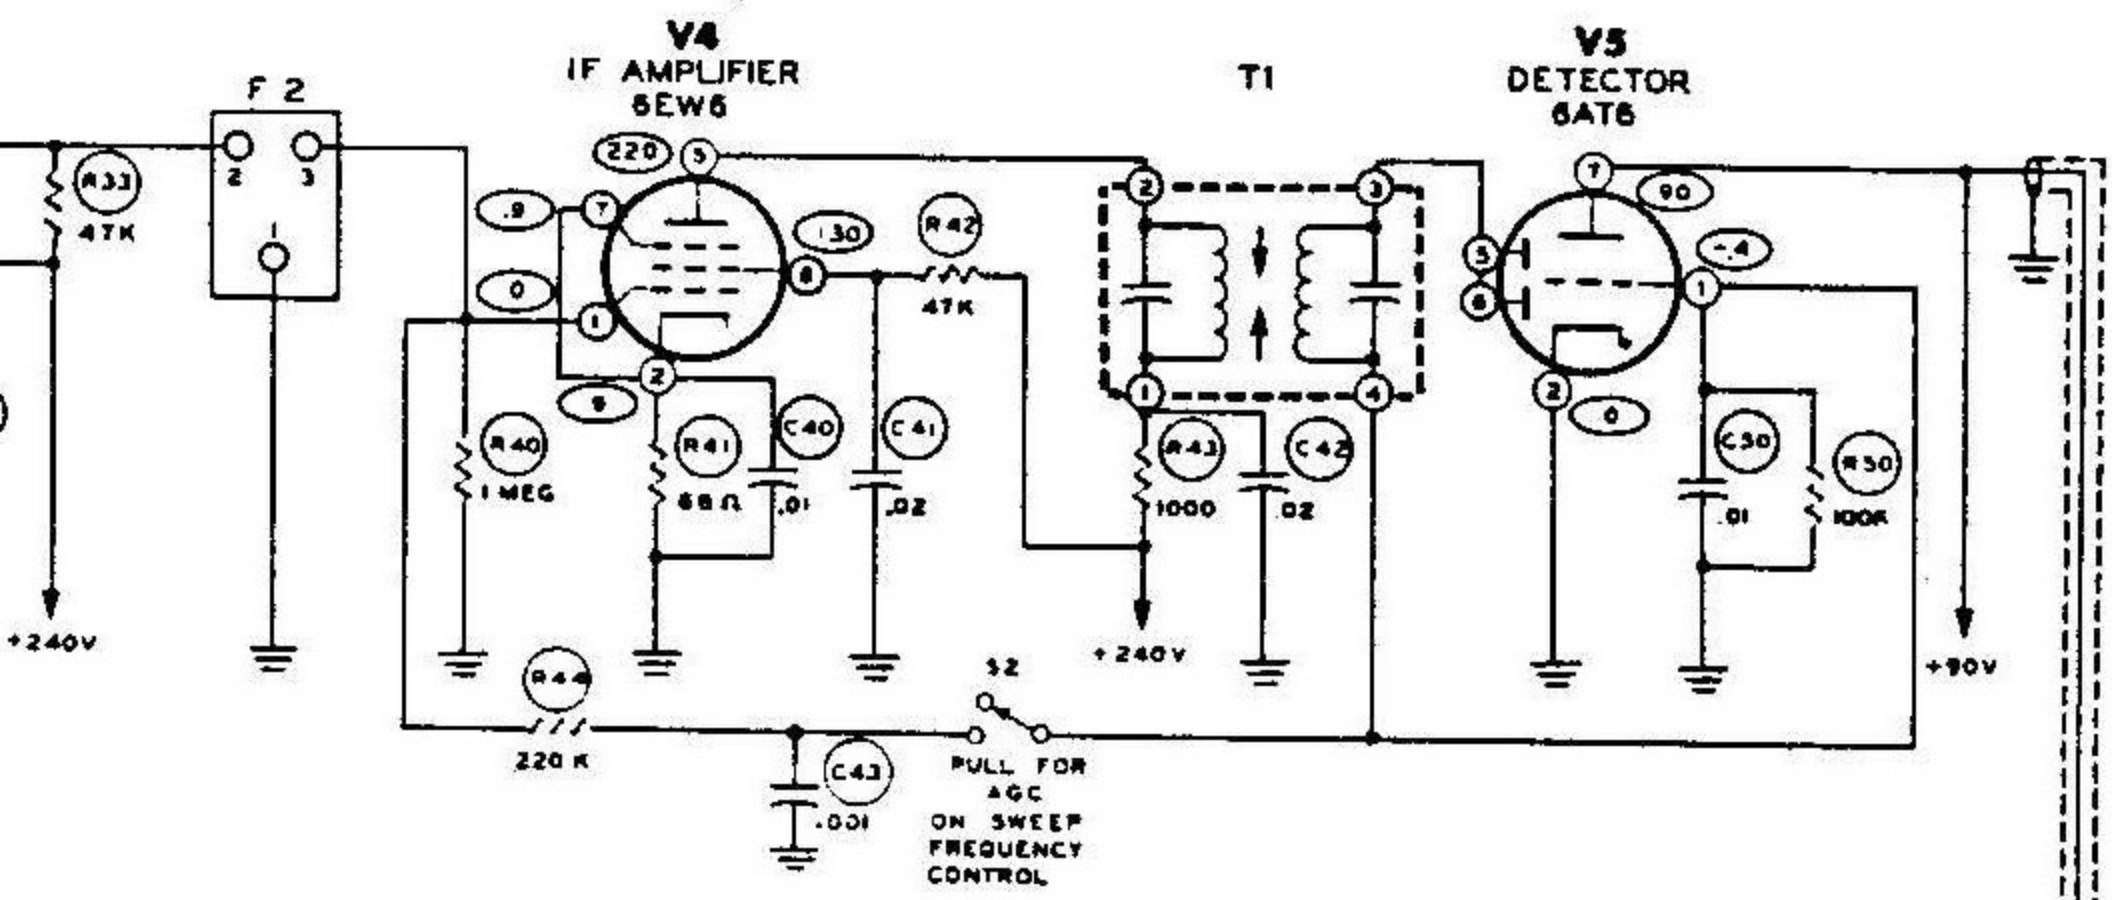 V4
IF AMPLIFIER
6EW6
V5
DETECTOR
6AT6
T1
F 2
2
3
1
R33
47K
+240V
220
5
.9
7
0
1
2
9
130
6
R42
47K
R40
1 MEG
R41
68 Ω
C40
.01
C41
.02
2
3
1
4
R43
1000
C42
.02
+240V
7
90
5
6
-.4
1
2
0
C50
.01
R50
100K
+90V
R44
220 K
C43
.001
S2
PULL FOR
AGC
ON SWEEP
FREQUENCY
CONTROL